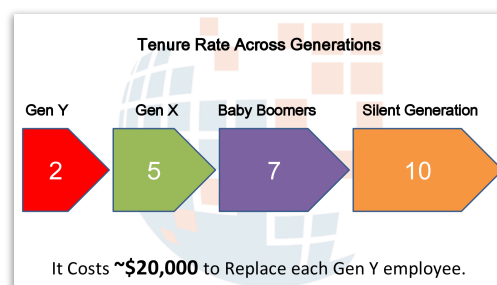 Tenure Rate Across Generations
Gen Y Gen X Baby Boomers Silent Generation
2 5 7 10
It Costs ~$20,000 to Replace each Gen Y employee.